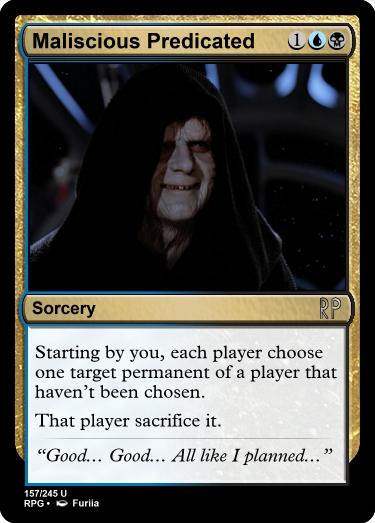 Maliscious Predicated 1
Sorcery RP
Starting by you, each player choose
one target permanent of a player that
haven't been chosen.
That player sacrifice it.
“Good... Good... All like I planned...”
157/245 U
RPG • Furiia